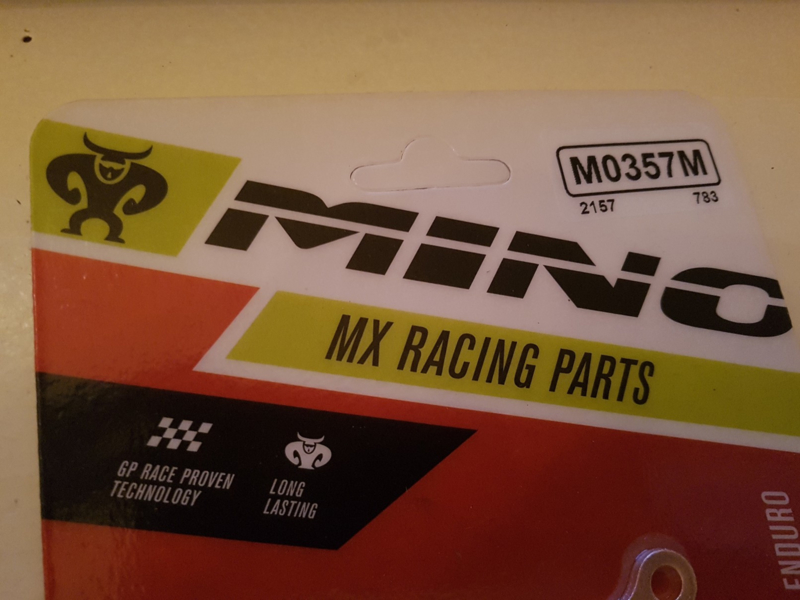 M0357M
2157 783
MINO
MX RACING PARTS
GP RACE PROVEN
TECHNOLOGY
LONG
LASTING
ENDURO